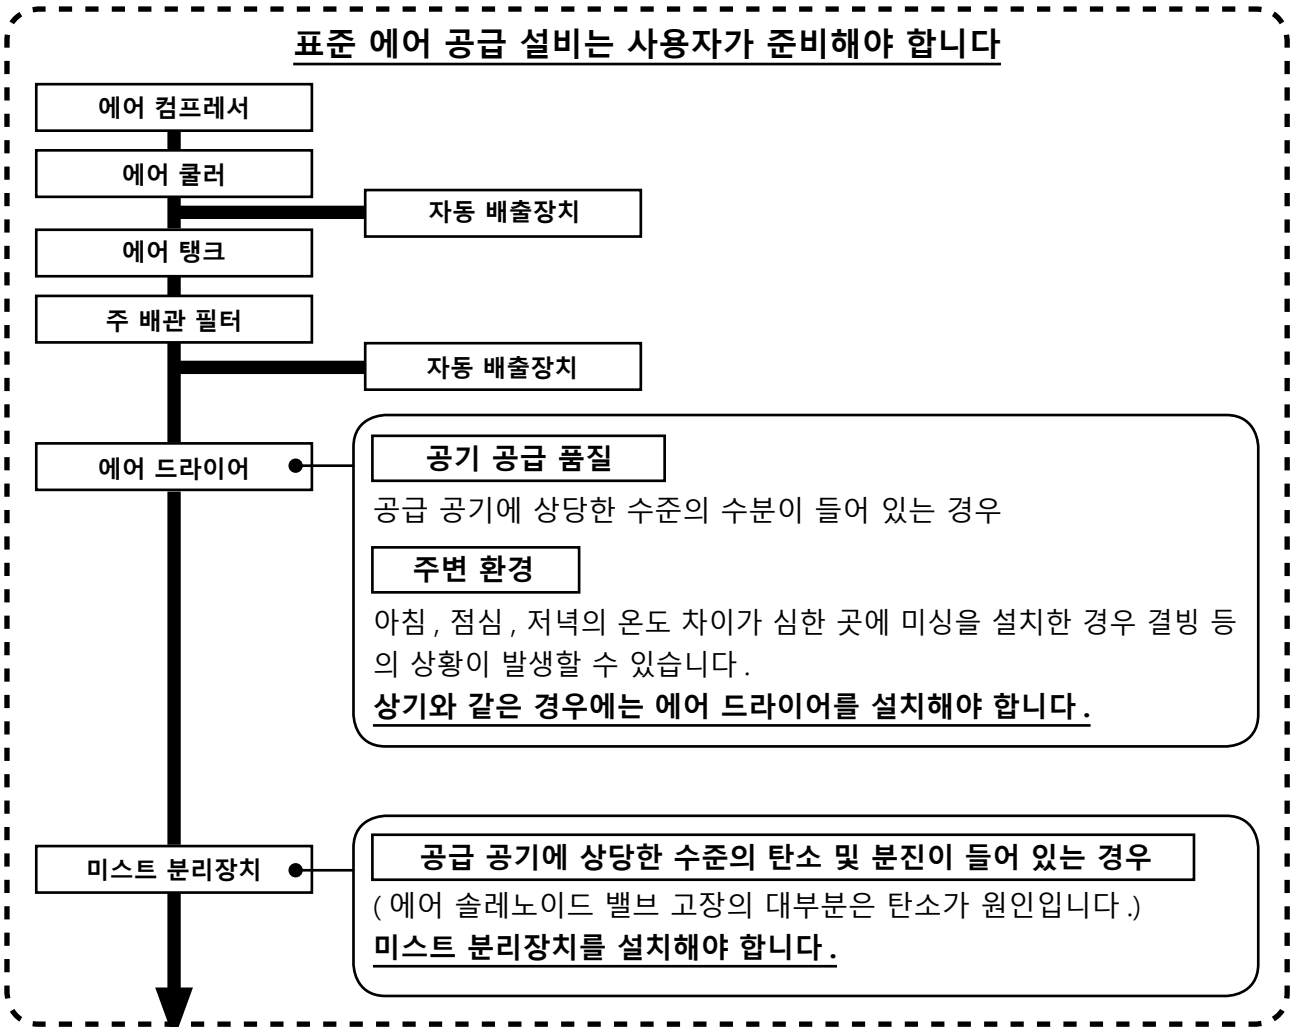 표준 에어 공급 설비는 사용자가 준비해야 합니다
에어 컴프레서
에어 쿨러
자동 배출장치
에어 탱크
주 배관 필터
자동 배출장치
에어 드라이어
공기 공급 품질
공급 공기에 상당한 수준의 수분이 들어 있는 경우
주변 환경
아침, 점심, 저녁의 온도 차이가 심한 곳에 미싱을 설치한 경우 결빙 등
의 상황이 발생할 수 있습니다.
상기와 같은 경우에는 에어 드라이어를 설치해야 합니다.
미스트 분리장치
공급 공기에 상당한 수준의 탄소 및 분진이 들어 있는 경우
(에어 솔레노이드 밸브 고장의 대부분은 탄소가 원인입니다.)
미스트 분리장치를 설치해야 합니다.